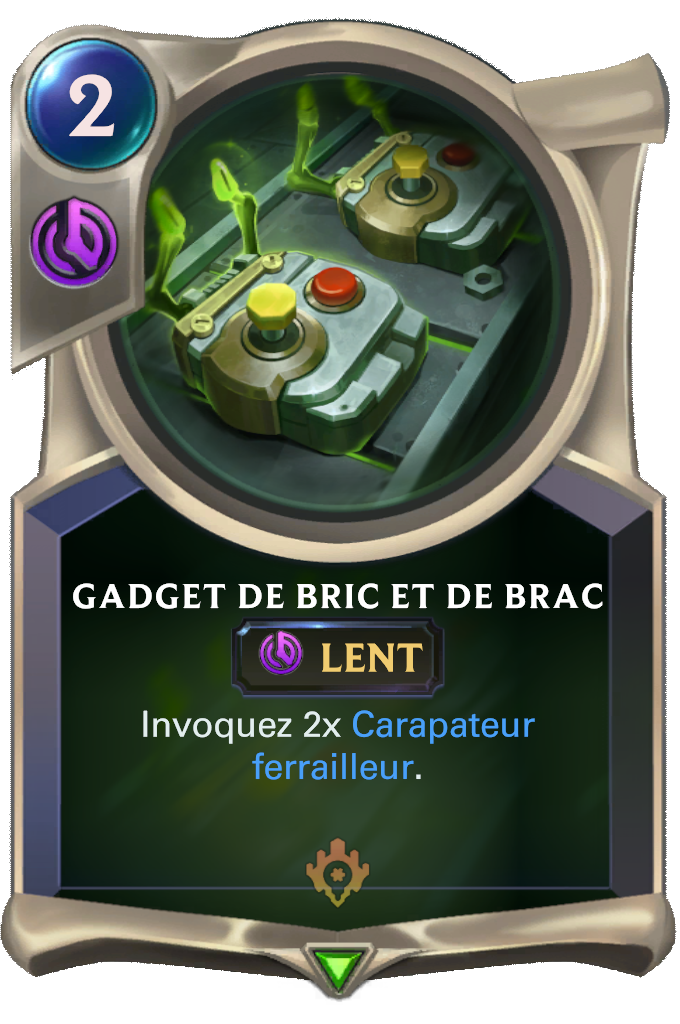 2
GADGET DE BRIC ET DE BRAC
LENT
Invoquez 2x Carapateur
ferrailleur.